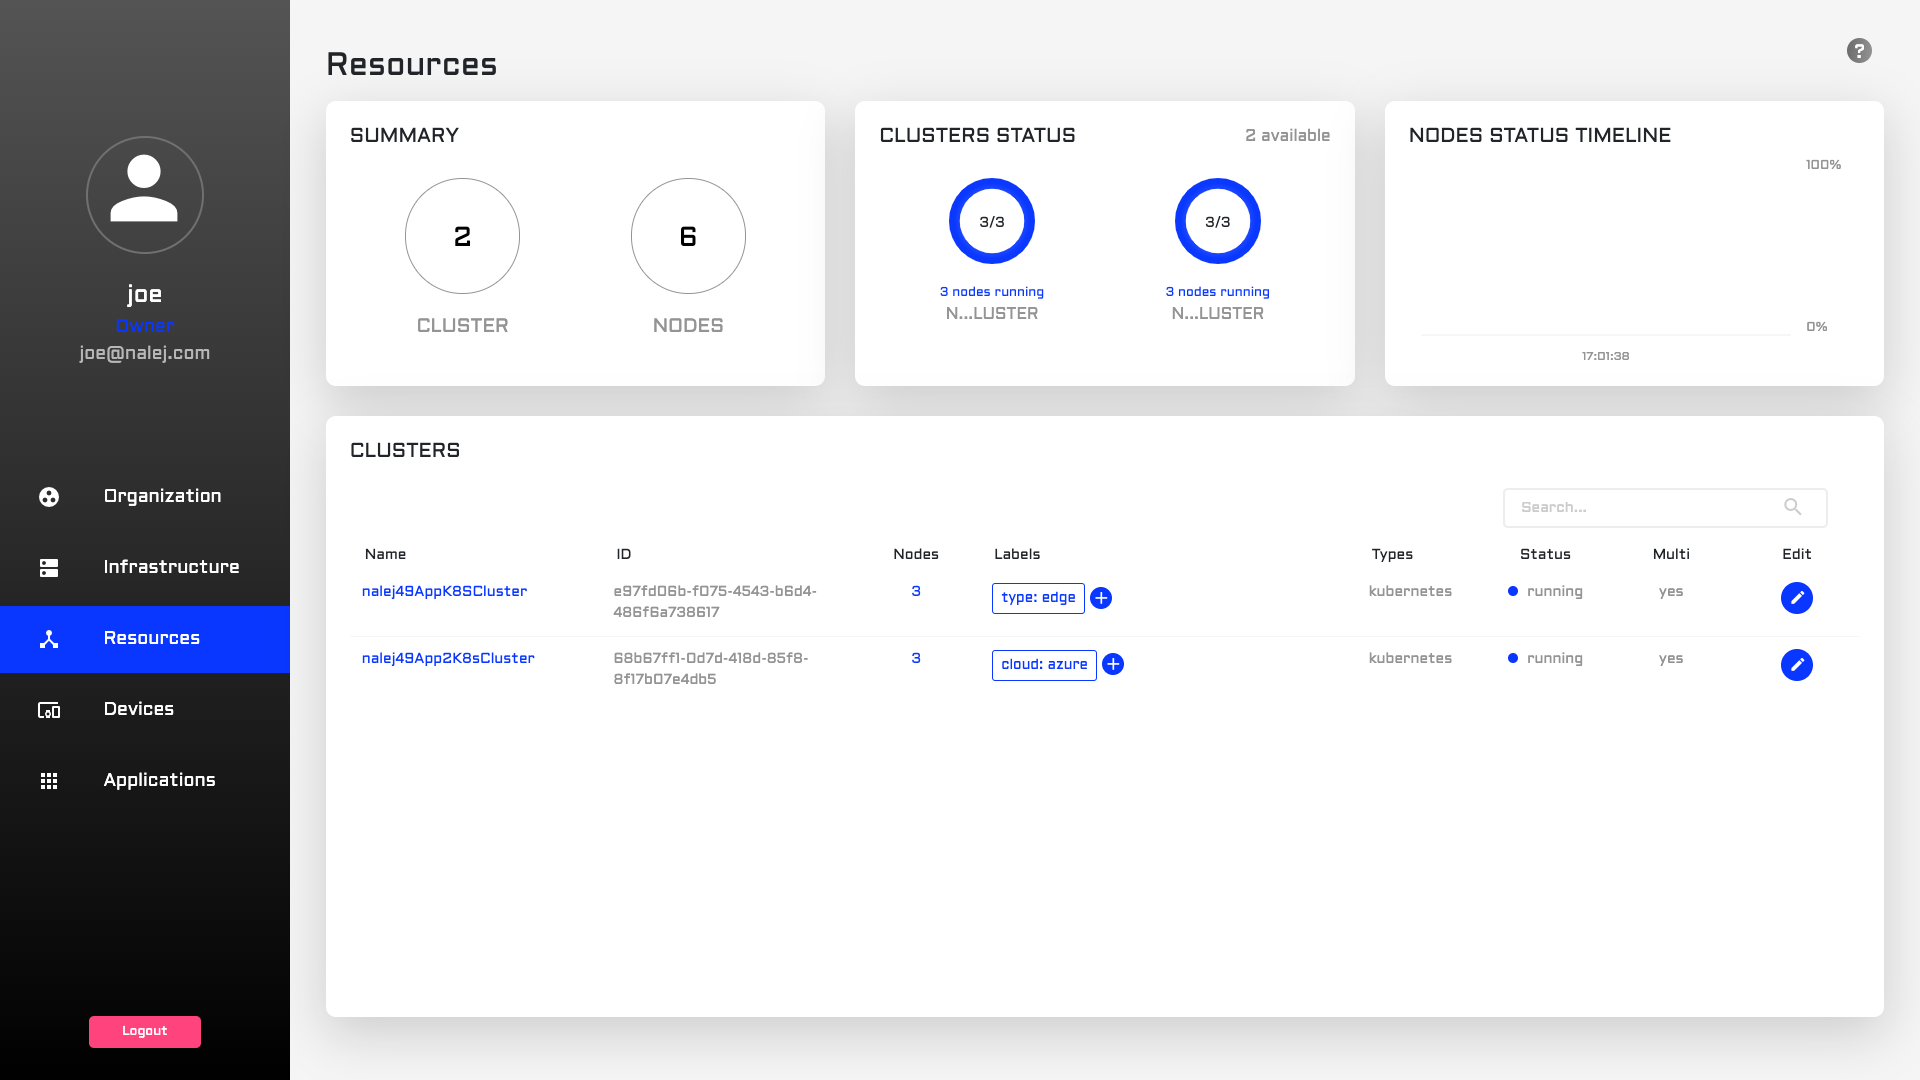 joe
Owner
joe@nalej.com
Organization
Infrastructure
Resources
Devices
Applications
Logout
Resources
?
SUMMARY
2
CLUSTER
6
NODES
CLUSTERS STATUS
2 available
3/3
3 nodes running
N...LUSTER
3/3
3 nodes running
N...LUSTER
NODES STATUS TIMELINE
100%
0%
17:01:38
CLUSTERS
Search...
Name ID Nodes Labels Types Status Multi Edit
nalej49AppK8SCluster e97fd06b-f075-4543-b6d4- 3 type: edge kubernetes running yes
486f6a738617
nalej49App2K8sCluster 68b67ff1-0d7d-418d-85f8- 3 cloud: azure kubernetes running yes
8f17b07e4db5